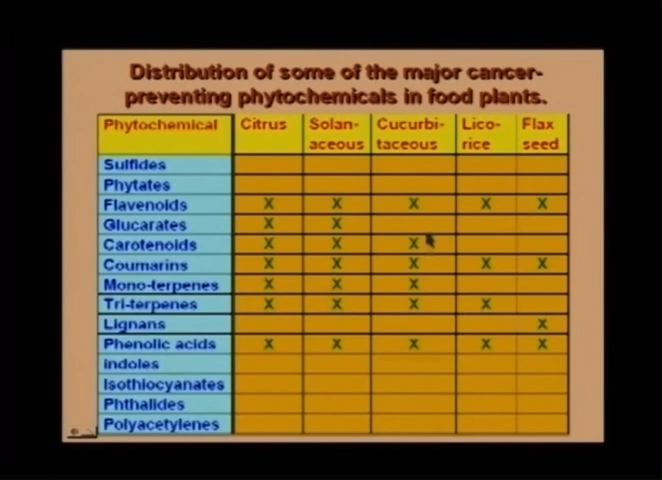 Distribution of some of the major cancer-
preventing phytochemicals in food plants.
Phytochemical Citrus Solan- Cucurbi- Lico- Flax
aceous taceous rice seed
Sulfides
Phytates
Flavenoids X X X X X
Glucarates X X
Carotenoids X X X
Coumarins X X X X X
Mono-terpenes X X X
Tri-terpenes X X X X
Lignans X
Phenolic acids X X X X X
Indoles
Isothiocyanates
Phthalides
Polyacetylenes